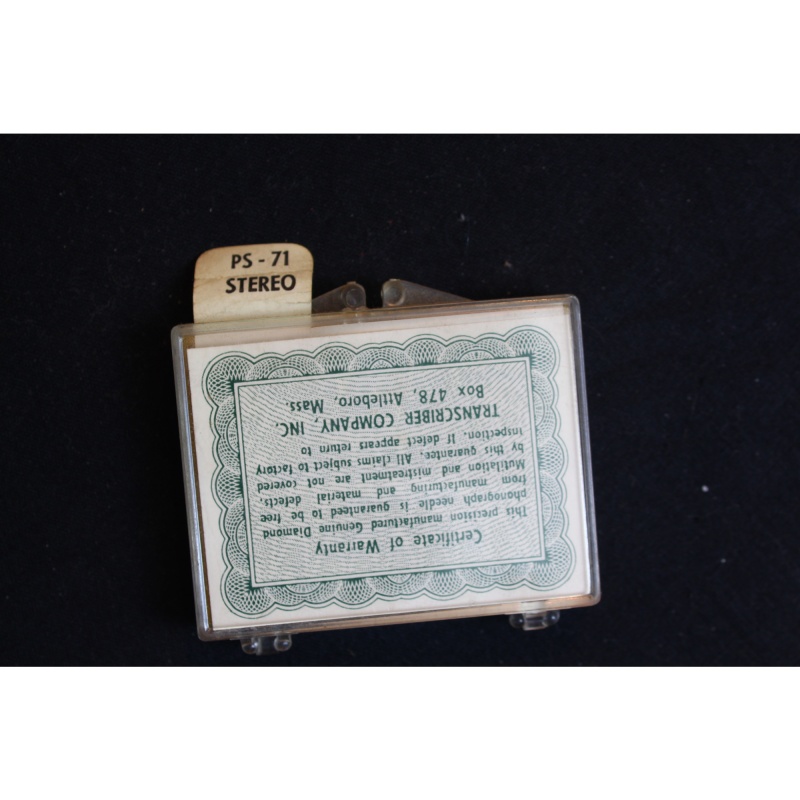 PS - 71
STEREO
Certificate of Warranty
This precision manufactured Genuine Diamond
phonograph needle is guaranteed to be free
from manufacturing and material defects.
Mutilation and mistreatment are not covered
by this guarantee. All claims subject to factory
inspection. If defect appears return to
TRANSCRIBER COMPANY, INC.
Box 478, Attleboro, Mass.